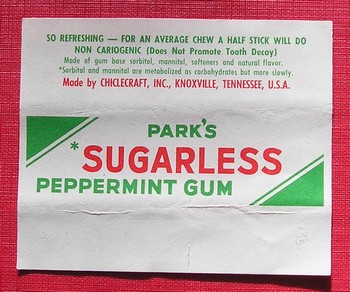 SO REFRESHING — FOR AN AVERAGE CHEW A HALF STICK WILL DO
NON CARIOGENIC (Does Not Promote Tooth Decay)
Made of gum base sorbitol, mannitol, softeners and natural flavor.
*Sorbitol and mannitol are metabolized as carbohydrates but more slowly.
Made by CHICLECRAFT, INC., KNOXVILLE, TENNESSEE, U.S.A.
PARK'S
*SUGARLESS
PEPPERMINT GUM